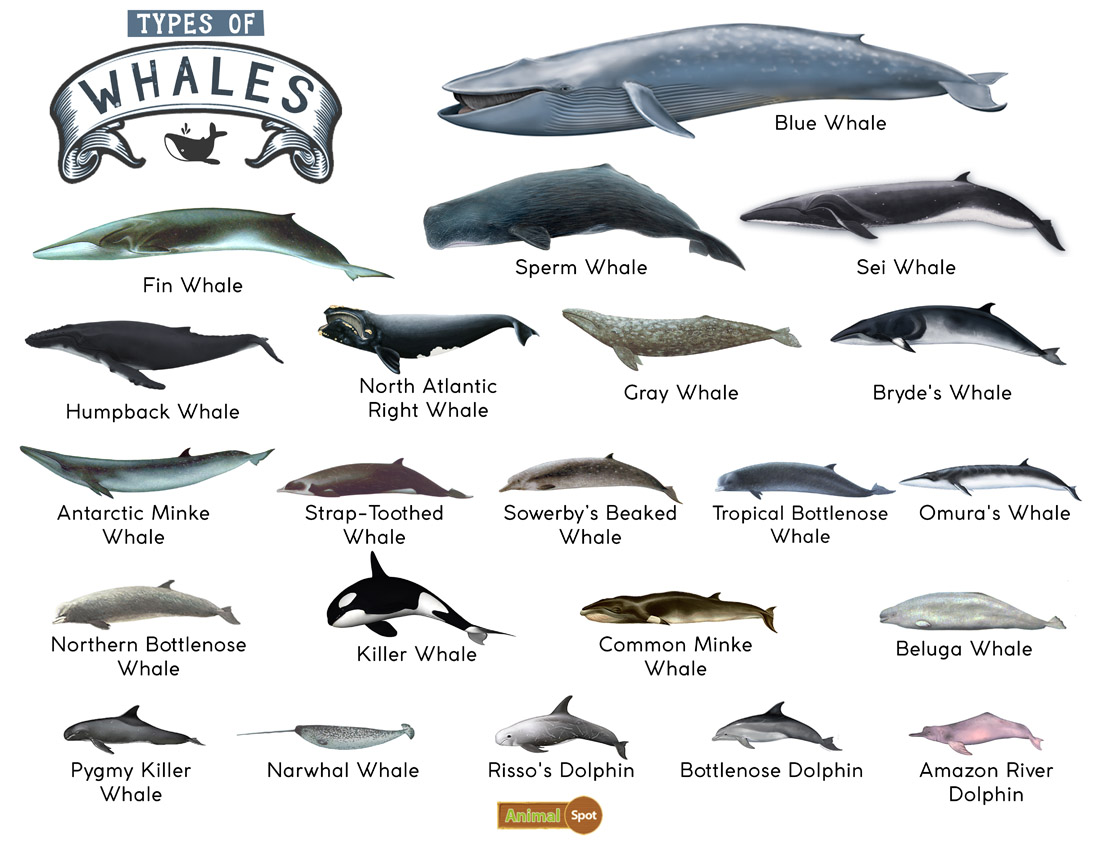 TYPES OF
WHALES
Blue Whale
Fin Whale
Sperm Whale
Sei Whale
Humpback Whale
North Atlantic
Right Whale
Gray Whale
Bryde's Whale
Antarctic Minke
Whale
Strap-Toothed
Whale
Sowerby's Beaked
Whale
Tropical Bottlenose
Whale
Omura's Whale
Northern Bottlenose
Whale
Killer Whale
Common Minke
Whale
Beluga Whale
Pygmy Killer
Whale
Narwhal Whale
Risso's Dolphin
Bottlenose Dolphin
Amazon River
Dolphin
Animal Spot